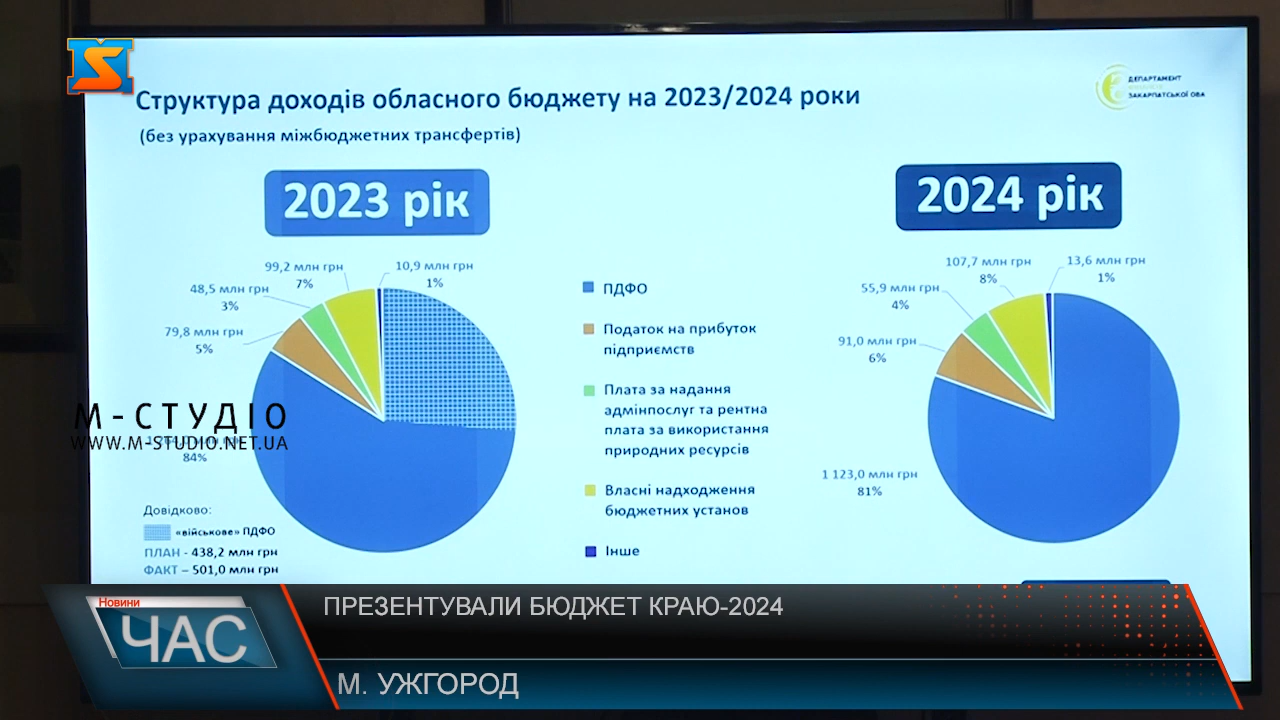 Структура доходів обласного бюджету на 2023/2024 роки
(без урахування міжбюджетних трансфертів)
ДЕПАРТАМЕНТ
ЗАКАРПАТСЬКОЇ ОВА
2023 рік
2024 рік
99,2 млн грн
7%
10,9 млн грн
1%
48,5 млн грн
3%
79,8 млн грн
5%
84%
Довідково:
«військове» ПДФО
ПЛАН - 438,2 млн грн
ФАКТ – 501,0 млн грн
ПДФО
Податок на прибуток
підприємств
Плата за надання
адмінпослуг та рентна
плата за використання
природних ресурсів
Власні надходження
бюджетних установ
Інше
107,7 млн грн
8%
13,6 млн грн
1%
55,9 млн грн
4%
91,0 млн грн
6%
1 123,0 млн грн
81%
М-СТУДІО
WWW.M-STUDIO.NET.UA
Новини
ЧАС
ПРЕЗЕНТУВАЛИ БЮДЖЕТ КРАЮ-2024
М. УЖГОРОД